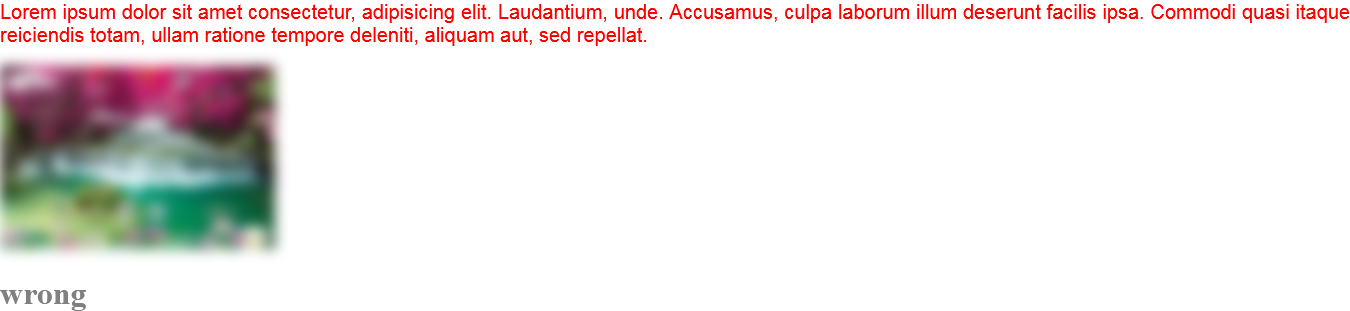 Lorem ipsum dolor sit amet consectetur, adipisicing elit. Laudantium, unde. Accusamus, culpa laborum illum deserunt facilis ipsa. Commodi quasi itaque
reiciendis totam, ullam ratione tempore deleniti, aliquam aut, sed repellat.
wrong